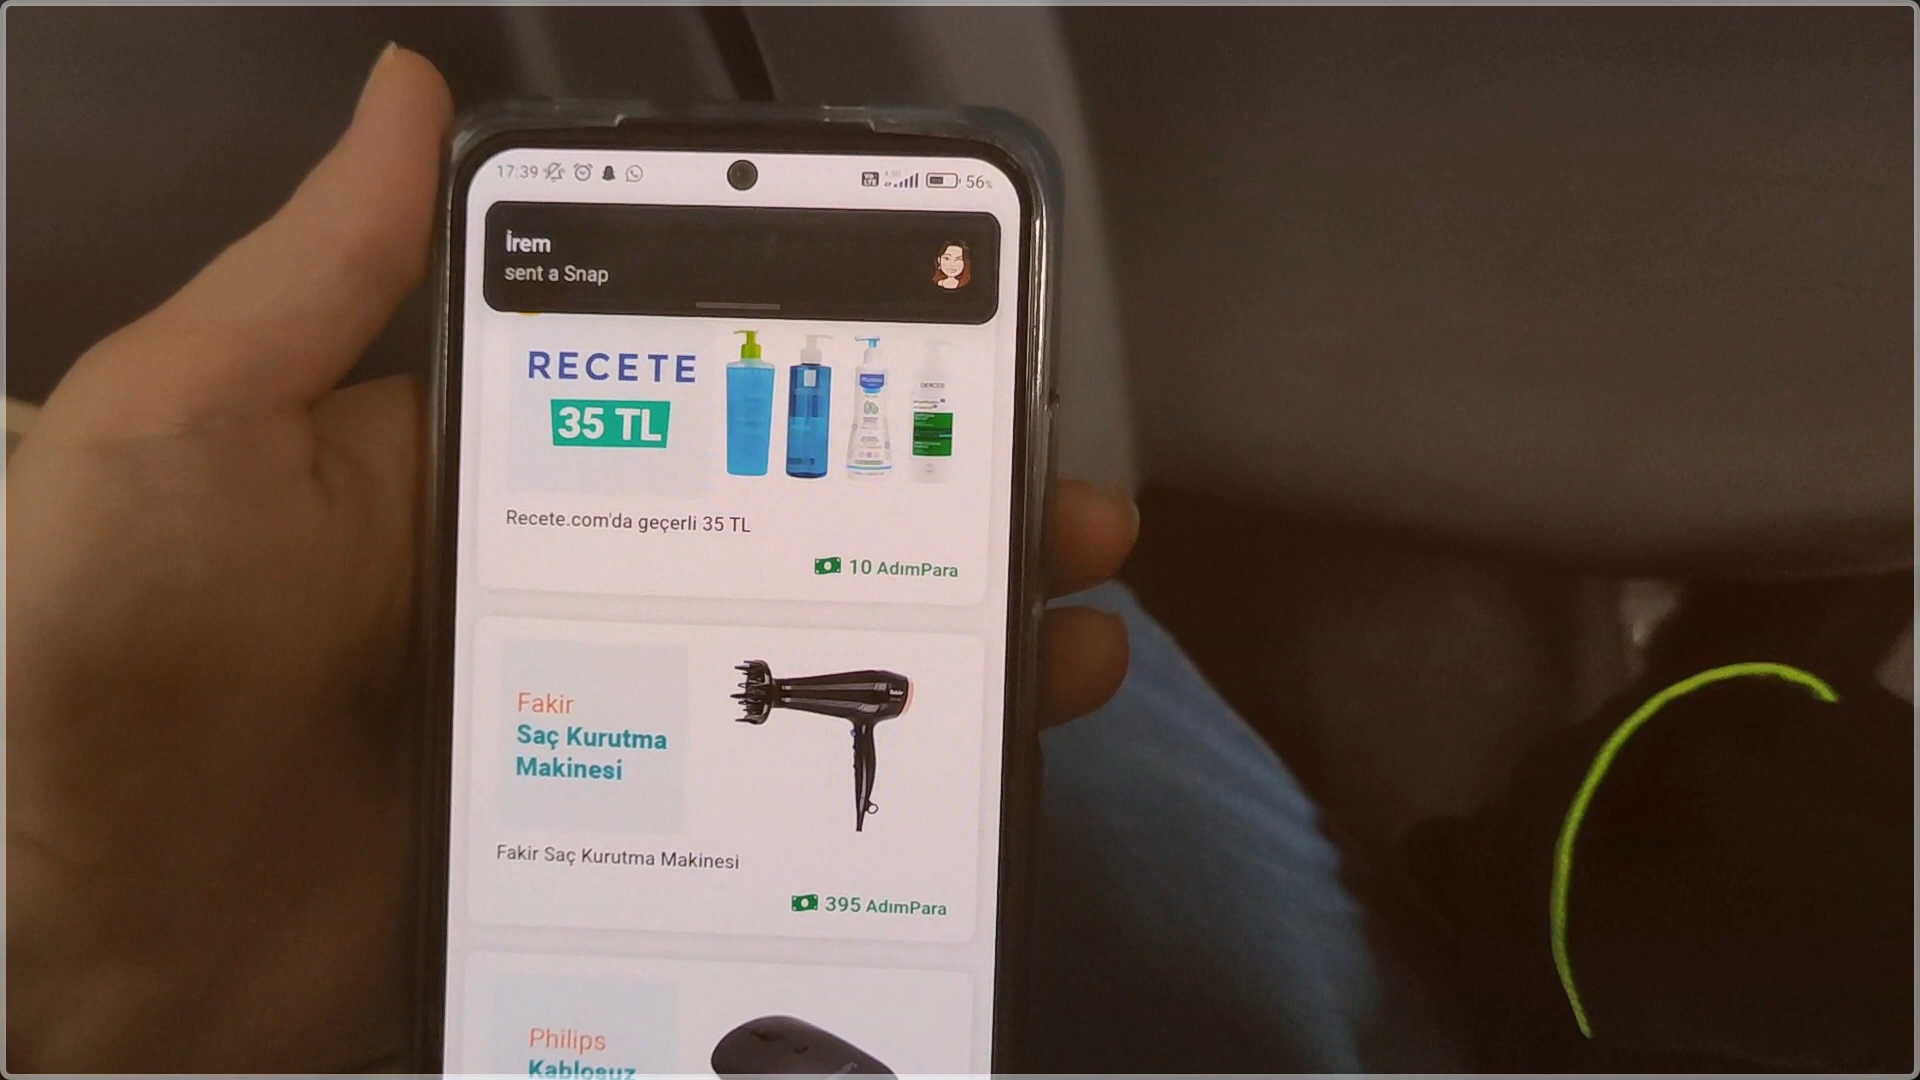 17:39
56%
İrem
sent a Snap
RECETE
35 TL
DERCOS
Recete.com'da geçerli 35 TL
10 AdımPara
Fakir
Saç Kurutma
Makinesi
Fakir Saç Kurutma Makinesi
395 AdımPara
Philips
Kablosuz